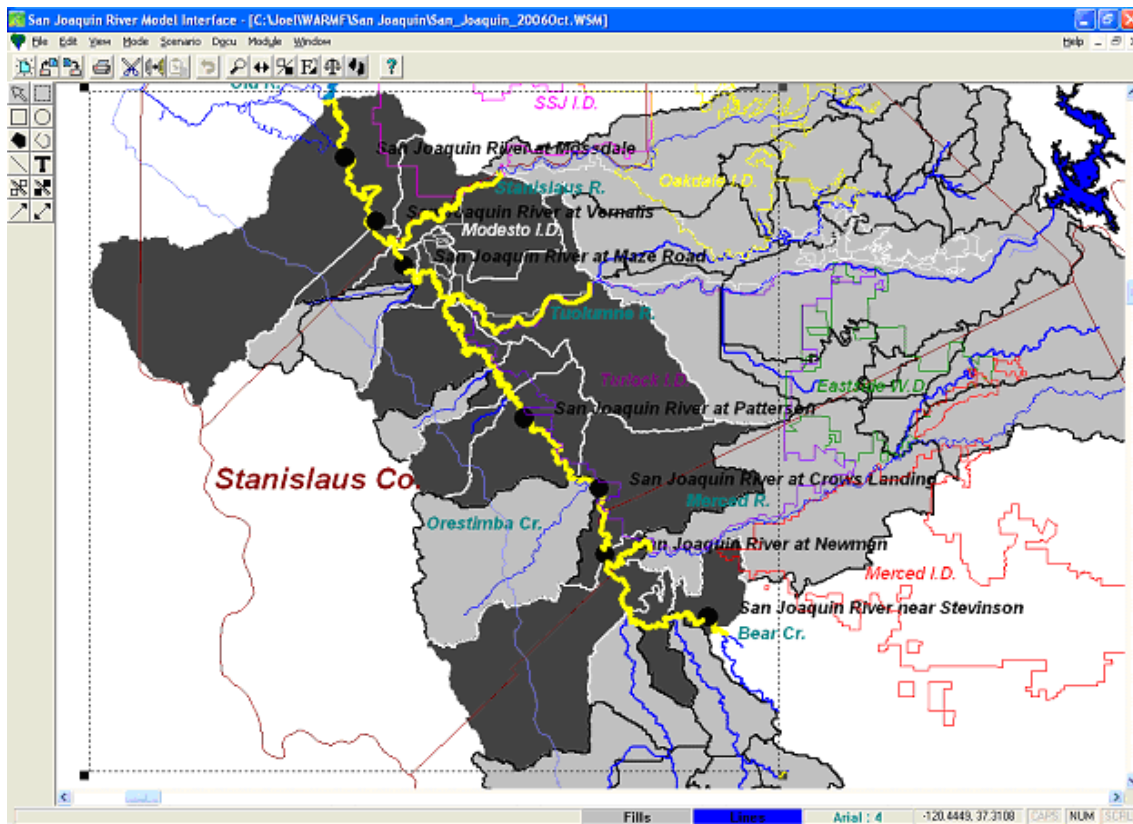 San Joaquin River Model Interface - [C:\Joel\WARMF\San Joaquin\San_Joaquin_2006Oct.WSM]
File Edit View Mode Scenario Docu Module Window Help
Old R.
SSJ I.D.
San Joaquin River at Mossdale
Stanislaus R.
Oakdale I.D.
San Joaquin River at Vernalis
Modesto I.D.
San Joaquin River at Maze Road
Tuolumne R.
Turlock I.D.
Eastside W.D.
San Joaquin River at Patterson
Stanislaus Co.
San Joaquin River at Crows Landing
Merced R.
Orestimba Cr.
San Joaquin River at Newman
Merced I.D.
San Joaquin River near Stevinson
Bear Cr.
Fills Lines Arial : 4 -120.4449, 37.3108 CAPS NUM SCRL